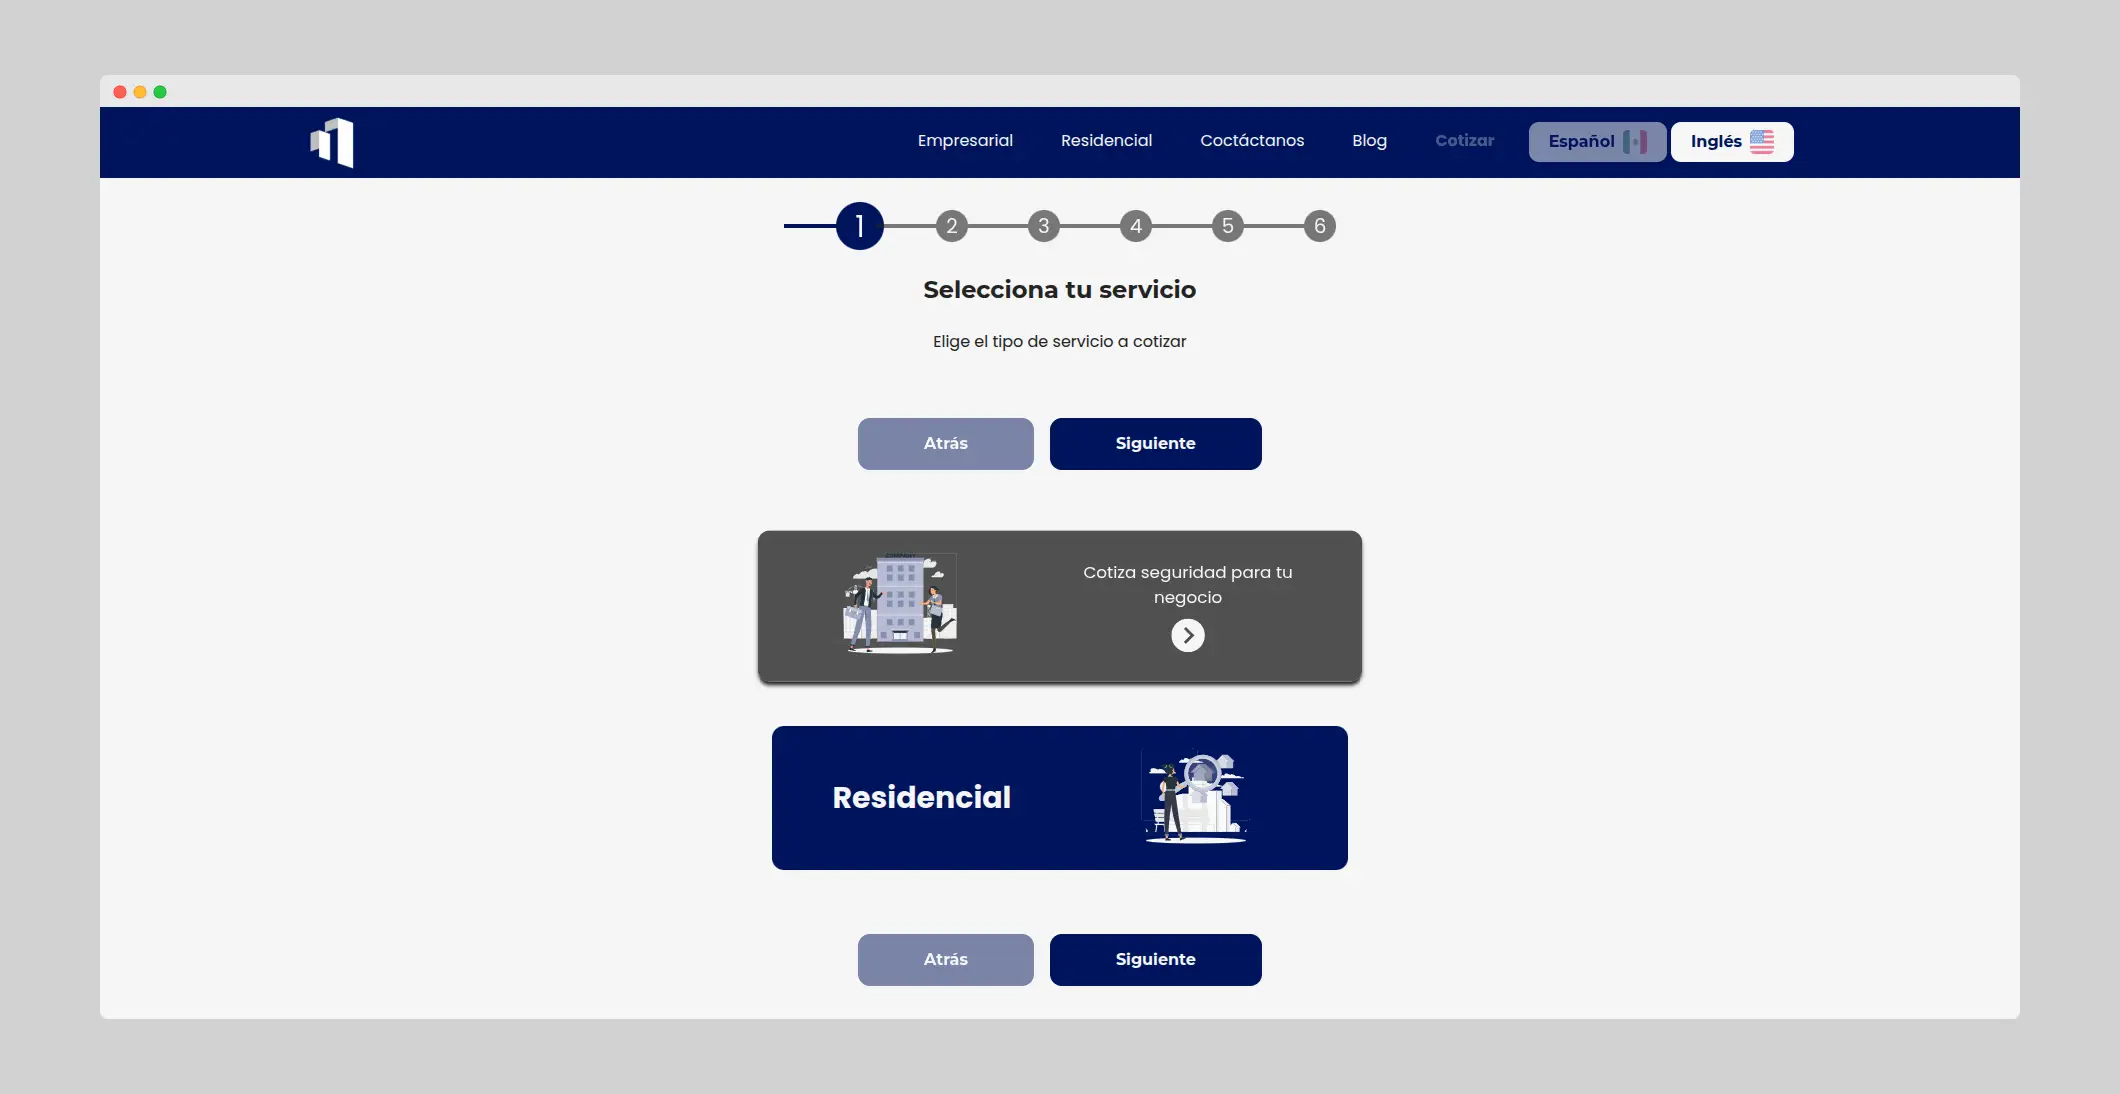 Empresarial
Residencial
Coctáctanos
Blog
Cotizar
Español
Inglés
1
2
3
4
5
6
Selecciona tu servicio
Elige el tipo de servicio a cotizar
Atrás
Siguiente
COMPANY
Cotiza seguridad para tu
negocio
Residencial
Atrás
Siguiente